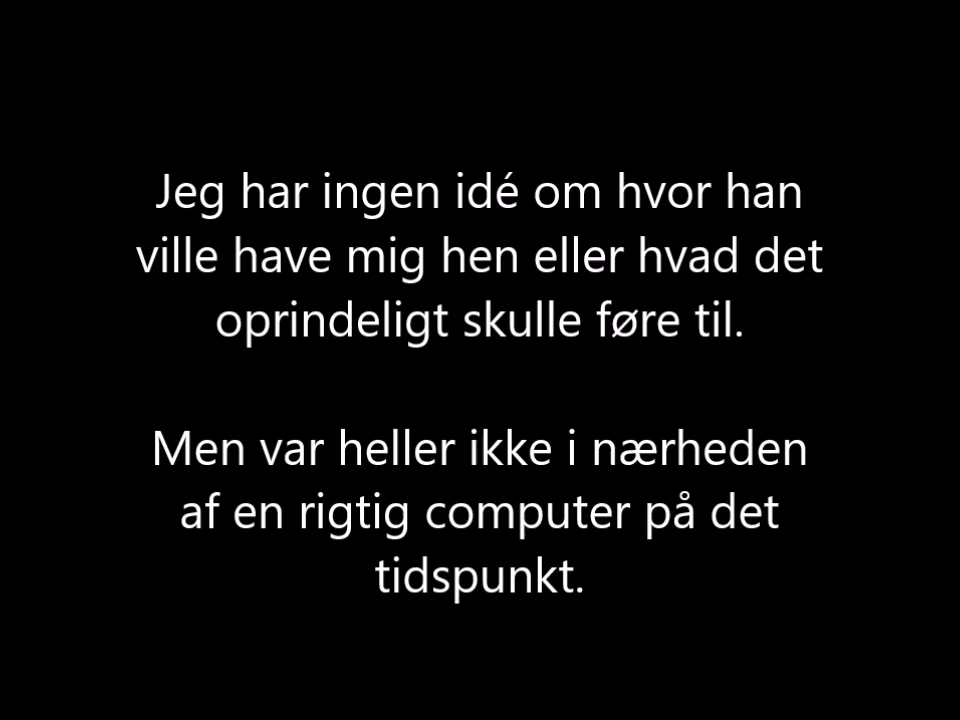 Jeg har ingen idé om hvor han
ville have mig hen eller hvad det
oprindeligt skulle føre til.
Men var heller ikke i nærheden
af en rigtig computer på det
tidspunkt.